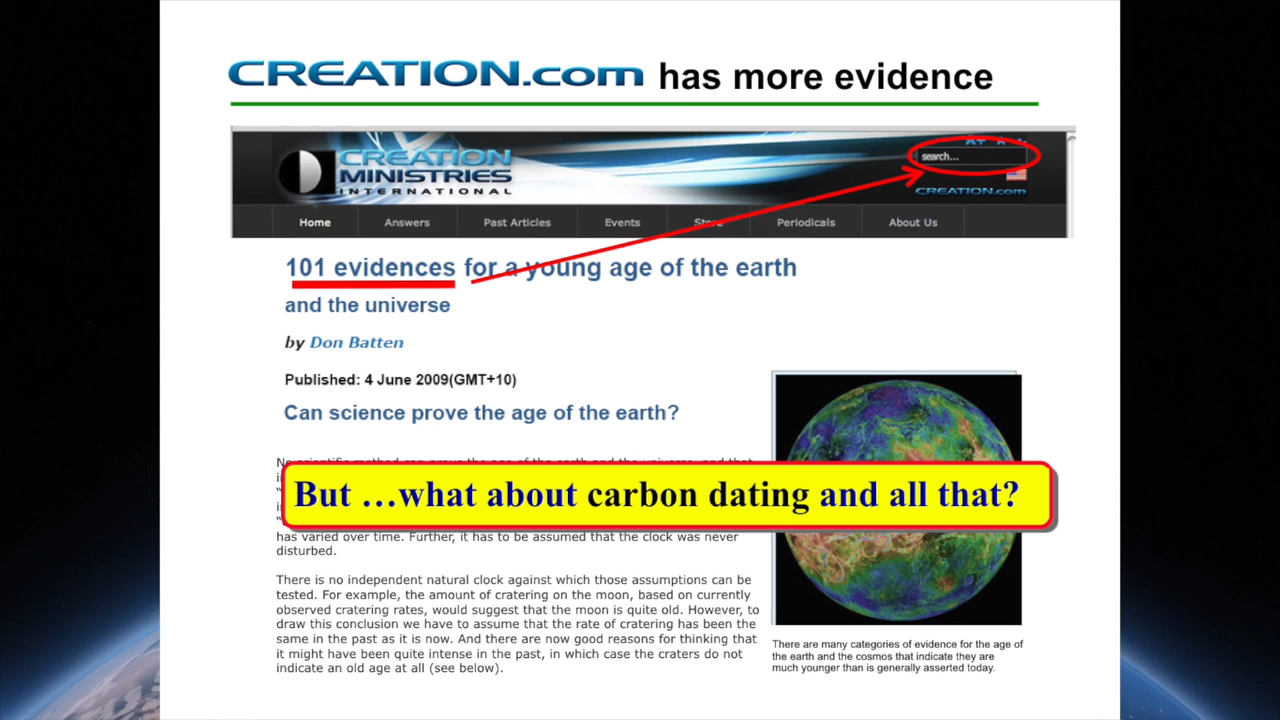 CREATION.com has more evidence
CREATION
MINISTRIES
INTERNATIONAL
search...
CREATION.com
Home Answers Past Articles Events Store Periodicals About Us
101 evidences for a young age of the earth
and the universe
by Don Batten
Published: 4 June 2009(GMT+10)
Can science prove the age of the earth?
But …what about carbon dating and all that?
has varied over time. Further, it has to be assumed that the clock was never
disturbed.
There is no independent natural clock against which those assumptions can be
tested. For example, the amount of cratering on the moon, based on currently
observed cratering rates, would suggest that the moon is quite old. However, to
draw this conclusion we have to assume that the rate of cratering has been the
same in the past as it is now. And there are now good reasons for thinking that
it might have been quite intense in the past, in which case the craters do not
indicate an old age at all (see below).
There are many categories of evidence for the age of
the earth and the cosmos that indicate they are
much younger than is generally asserted today.